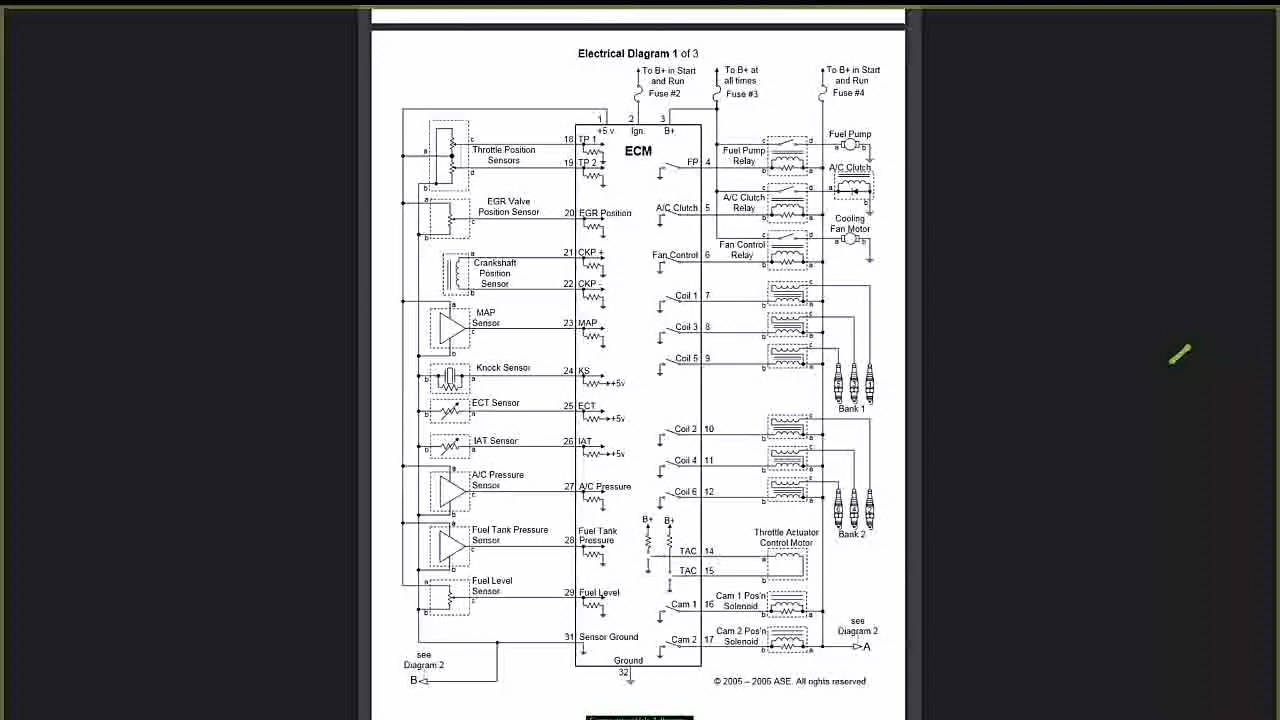 Electrical Diagram 1 of 3
To B+ in Start
and Run
Fuse #2
To B+ at
all times
Fuse #3
To B+ in Start
and Run
Fuse #4
1
2
3
+5 v.
Ign.
B+
ECM
a
b
c
d
Throttle Position
Sensors
18 TP 1
19 TP 2
a
b
c
EGR Valve
Position Sensor
20 EGR Position
a
b
Crankshaft
Position
Sensor
21 CKP +
22 CKP -
a
b
c
MAP
Sensor
23 MAP
b
a
Knock Sensor
24 KS
+5v
b
a
ECT Sensor
25 ECT
+5v
b
a
IAT Sensor
26 IAT
+5v
a
b
c
A/C Pressure
Sensor
27 A/C Pressure
a
b
c
Fuel Tank Pressure
Sensor
28 Fuel Tank
Pressure
a
b
c
Fuel Level
Sensor
29 Fuel Level
31 Sensor Ground
Ground
32
see
Diagram 2
B
FP 4
Fuel Pump
Relay
c
d
b
a
Fuel Pump
a
b
A/C Clutch 5
A/C Clutch
Relay
c
d
b
a
A/C Clutch
a
b
Fan Control 6
Fan Control
Relay
c
d
b
a
Cooling
Fan Motor
a
b
Coil 1 7
c
b
a
Coil 3 8
c
b
a
Coil 5 9
c
b
a
5
3
1
Bank 1
Coil 2 10
c
b
a
Coil 4 11
c
b
a
Coil 6 12
c
b
a
6
4
2
Bank 2
B+
B+
TAC 14
TAC 15
Throttle Actuator
Control Motor
a
b
Cam 1 16
Cam 1 Pos'n
Solenoid
b
a
Cam 2 17
Cam 2 Pos'n
Solenoid
b
a
see
Diagram 2
A
© 2005 – 2006 ASE. All rights reserved